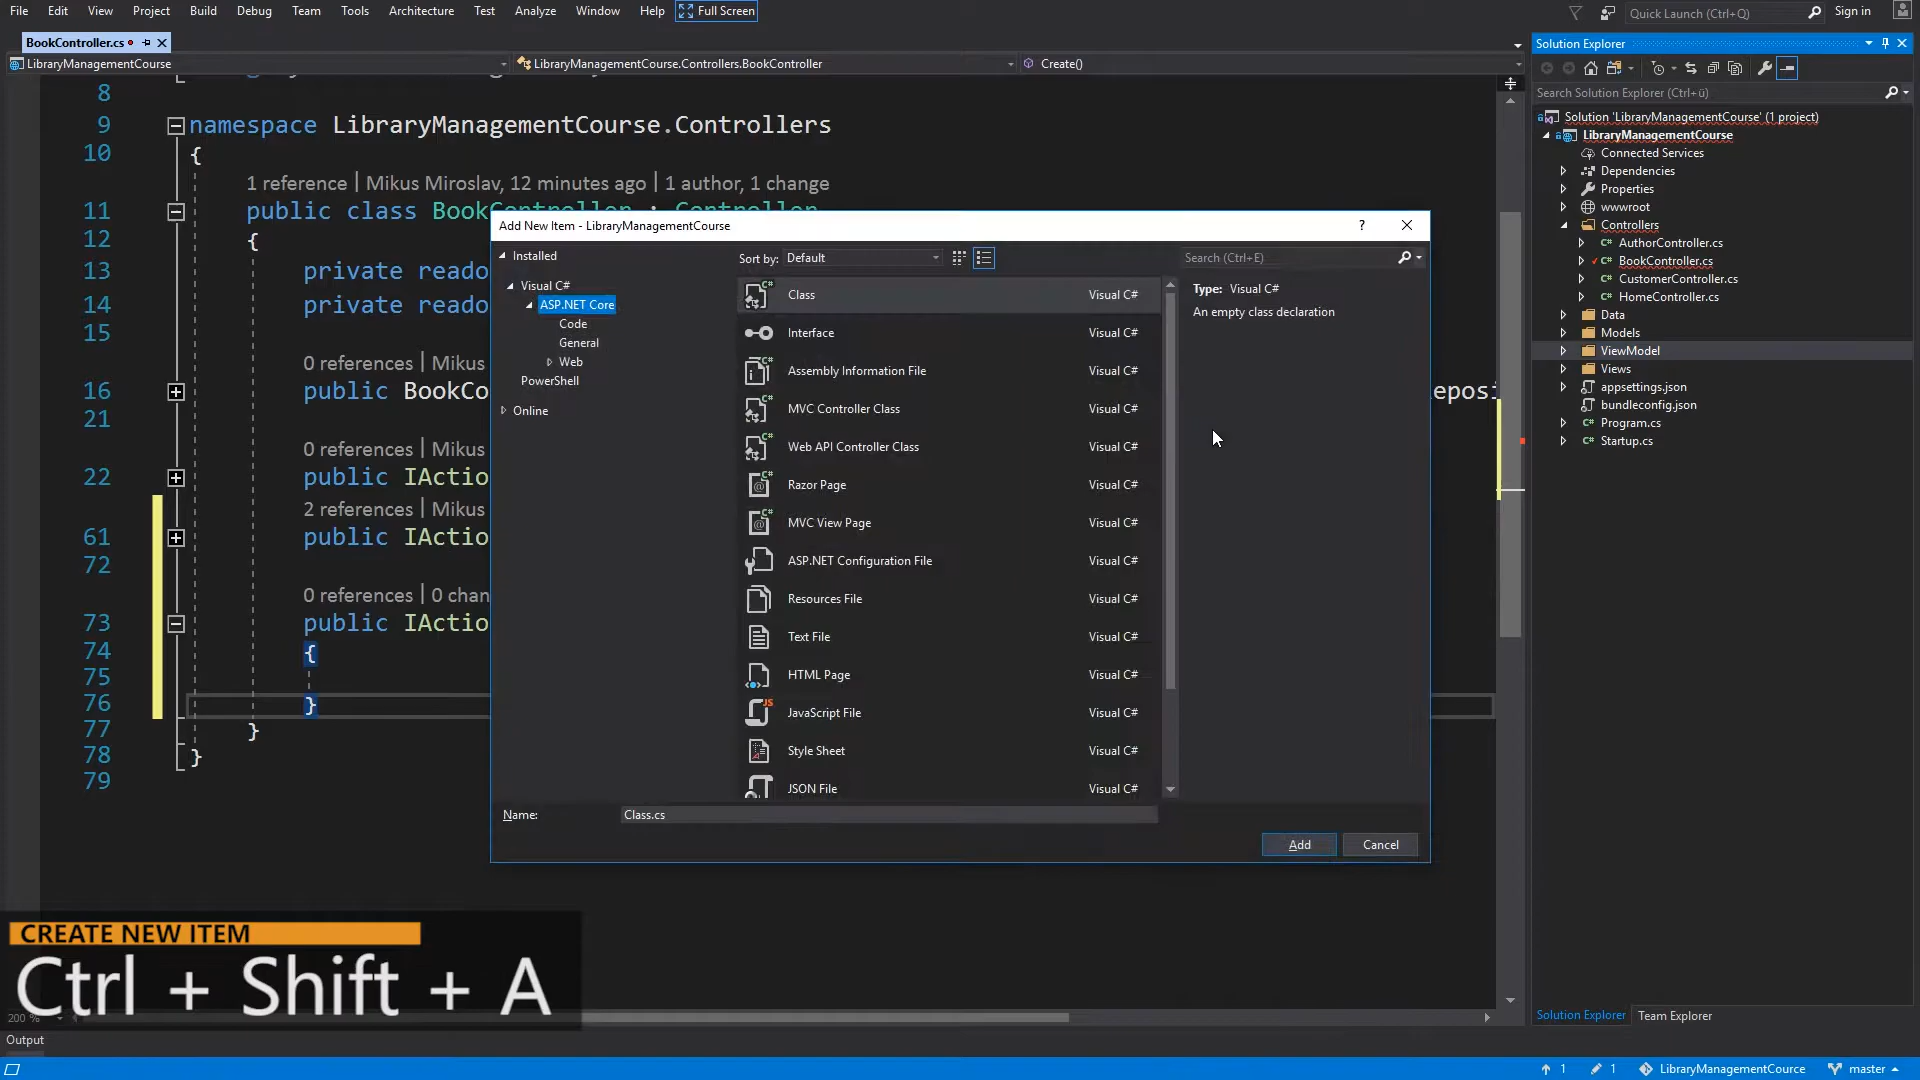 File Edit View Project Build Debug Team Tools Architecture Test Analyze Window Help Full Screen
Quick Launch (Ctrl+Q) Sign in
BookController.cs
LibraryManagementCourse LibraryManagementCourse.Controllers.BookController Create()
8
9 namespace LibraryManagementCourse.Controllers
10 {
1 reference | Mikus Miroslav, 12 minutes ago | 1 author, 1 change
11 public class BookController : Controller
12 {
13 private reado
14 private reado
15
0 references | Mikus
16 public BookCo
eposi
21
0 references | Mikus
22 public IActio
2 references | Mikus
61 public IActio
72
0 references | 0 chan
73 public IActio
74 {
75
76 }
77 }
78 }
79
200 %
Add New Item - LibraryManagementCourse
?
Installed
Visual C#
ASP.NET Core
Code
General
Web
PowerShell
Online
Sort by: Default
Search (Ctrl+E)
Class Visual C#
Interface Visual C#
Assembly Information File Visual C#
MVC Controller Class Visual C#
Web API Controller Class Visual C#
Razor Page Visual C#
MVC View Page Visual C#
ASP.NET Configuration File Visual C#
Resources File Visual C#
Text File Visual C#
HTML Page Visual C#
JavaScript File Visual C#
Style Sheet Visual C#
JSON File Visual C#
Type: Visual C#
An empty class declaration
Name: Class.cs
Add Cancel
Solution Explorer
Search Solution Explorer (Ctrl+ü)
Solution 'LibraryManagementCourse' (1 project)
LibraryManagementCourse
Connected Services
Dependencies
Properties
wwwroot
Controllers
C# AuthorController.cs
C# BookController.cs
C# CustomerController.cs
C# HomeController.cs
Data
Models
ViewModel
Views
appsettings.json
bundleconfig.json
C# Program.cs
C# Startup.cs
Solution Explorer Team Explorer
CREATE NEW ITEM
Ctrl + Shift + A
Output
1 1 LibraryManagementCource master